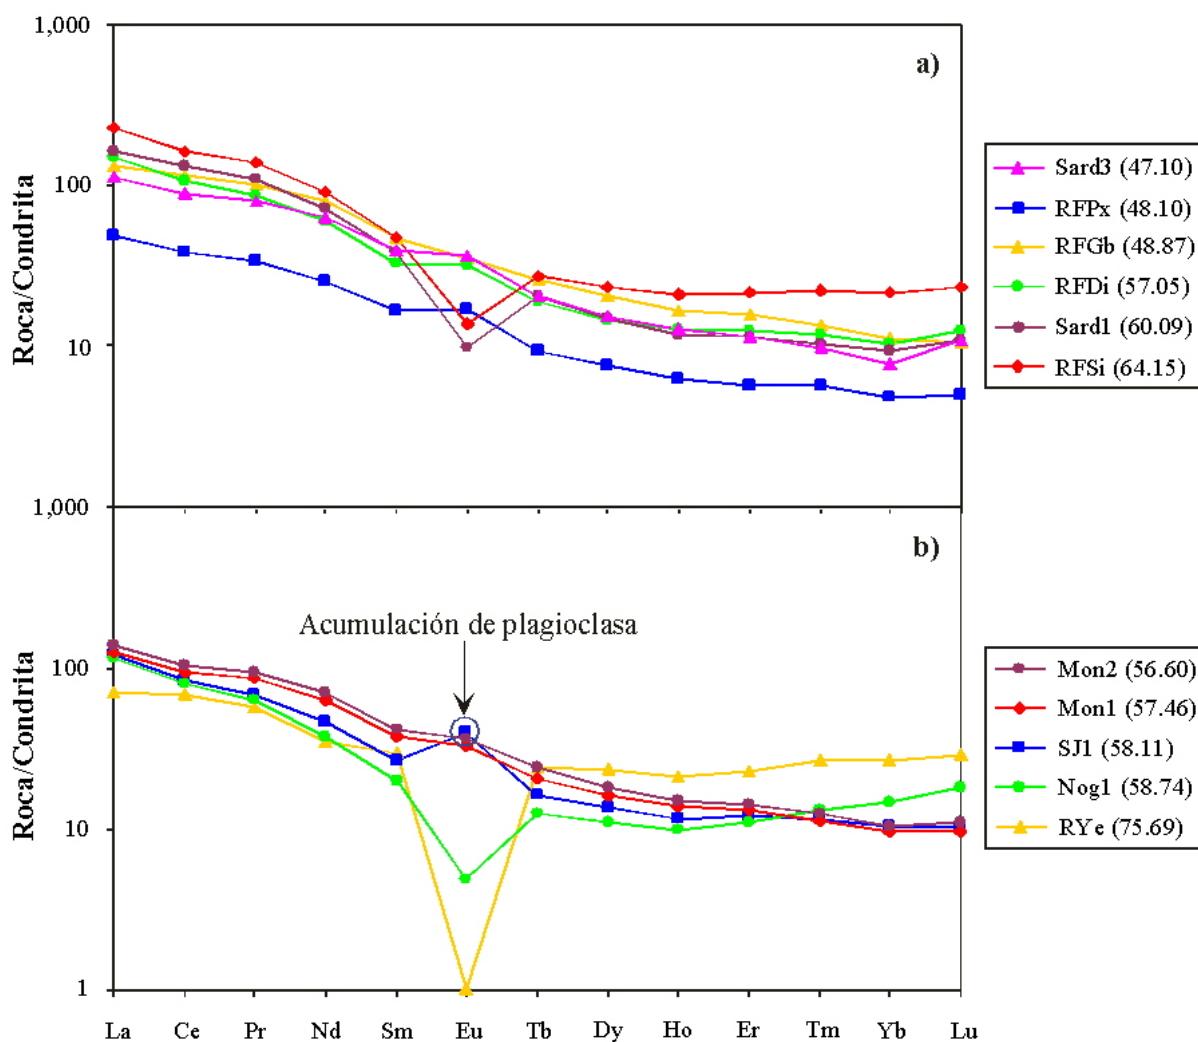 1,000
a)
100
10
Roca/Condrita
Sard3 (47.10)
RFPx (48.10)
RFGb (48.87)
RFDi (57.05)
Sard1 (60.09)
RFSi (64.15)
1,000
b)
Acumulación de plagioclasa
100
10
1
Roca/Condrita
Mon2 (56.60)
Mon1 (57.46)
SJ1 (58.11)
Nog1 (58.74)
RYe (75.69)
La Ce Pr Nd Sm Eu Tb Dy Ho Er Tm Yb Lu